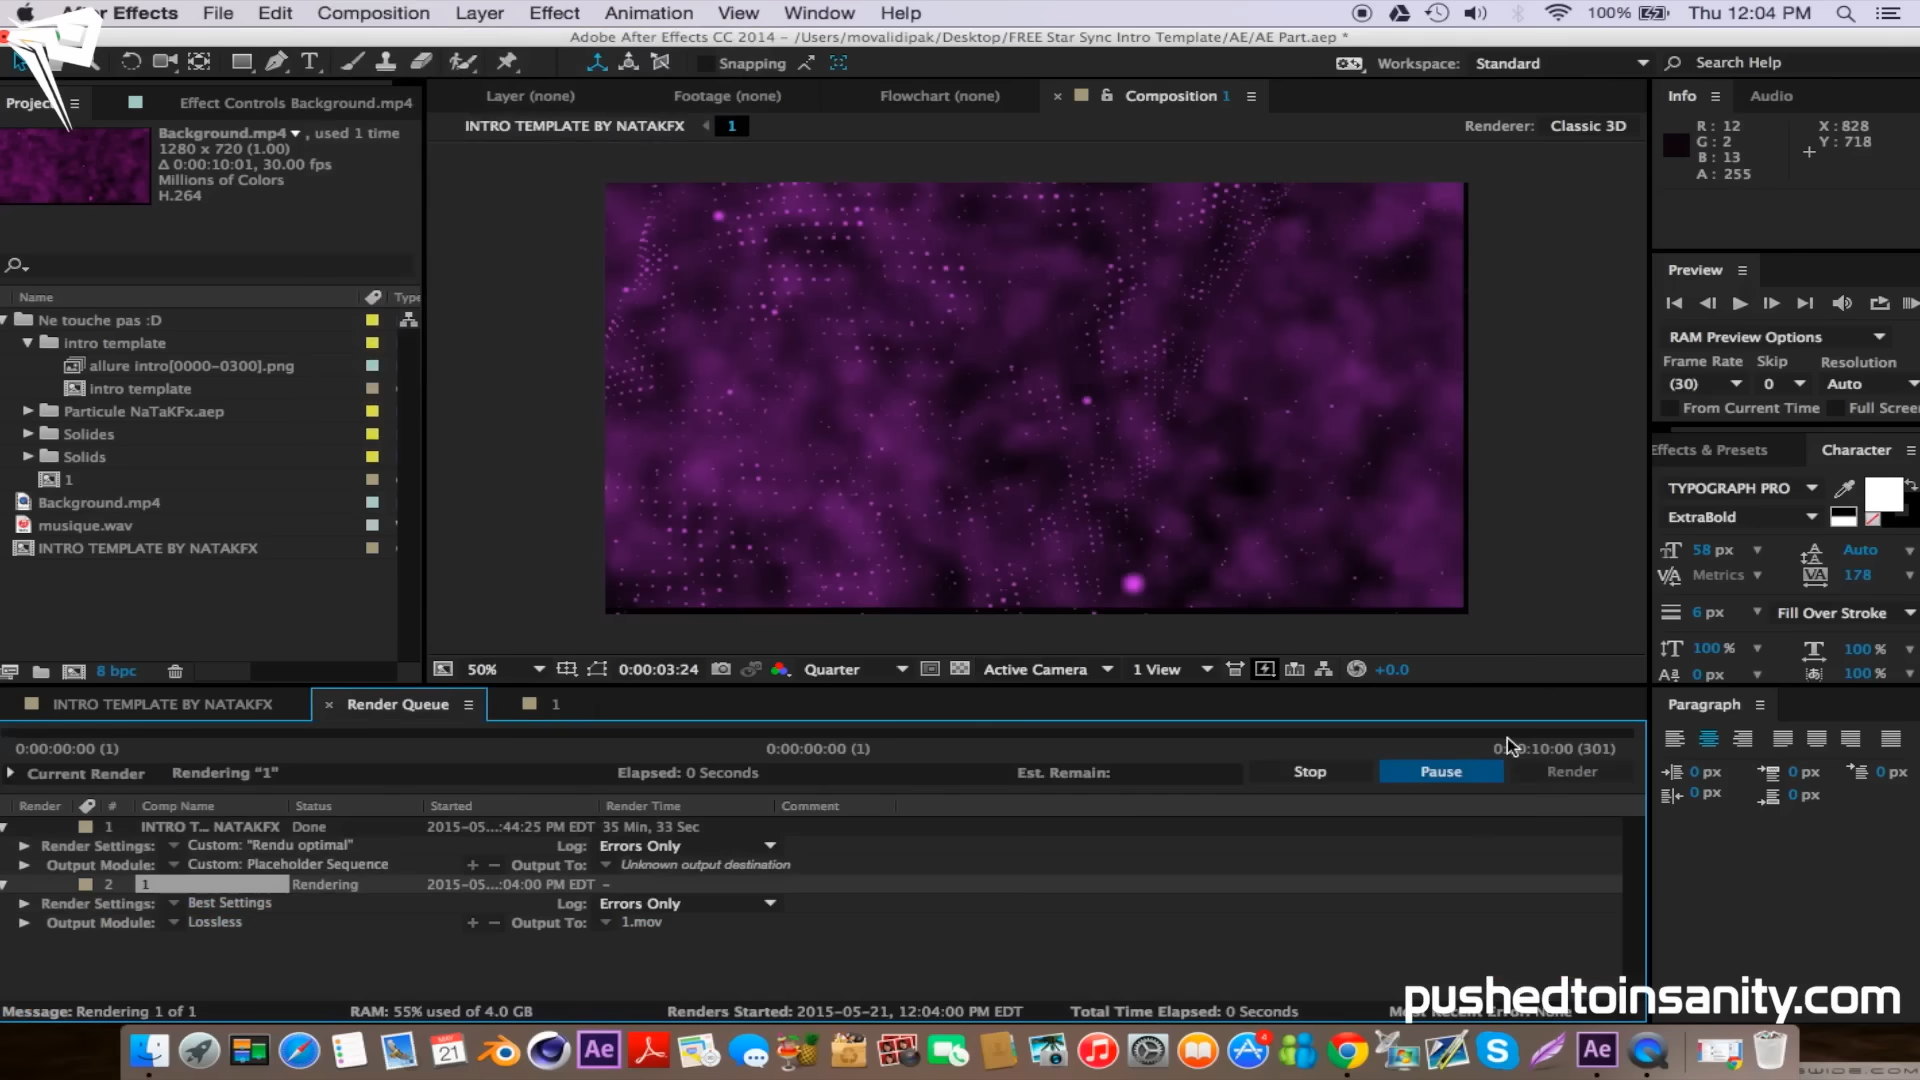 After Effects File Edit Composition Layer Effect Animation View Window Help 100% Thu 12:04 PM
Adobe After Effects CC 2014 - /Users/movalidipak/Desktop/FREE Star Sync Intro Template/AE/AE Part.aep *
Snapping Workspace: Standard Search Help
Project Effect Controls Background.mp4 Layer (none) Footage (none) Flowchart (none) × Composition 1 Info Audio
Background.mp4 , used 1 time
1280 x 720 (1.00)
Δ 0:00:10:01, 30.00 fps
Millions of Colors
H.264
INTRO TEMPLATE BY NATAKFX 1 Renderer: Classic 3D
R: 12
G: 2
B: 13
A: 255
X: 828
Y: 718
Name Type
Ne touche pas :D
intro template
allure intro[0000-0300].png
intro template
Particule NaTaKFx.aep
Solides
Solids
1
Background.mp4
musique.wav
INTRO TEMPLATE BY NATAKFX
8 bpc
Preview
RAM Preview Options
Frame Rate Skip Resolution
(30) 0 Auto
From Current Time Full Screen
Effects & Presets Character
TYPOGRAPH PRO
ExtraBold
58 px Auto
Metrics 178
6 px Fill Over Stroke
100 % 100 %
0 px 100 %
50% 0:00:03:24 Quarter Active Camera 1 View +0.0
INTRO TEMPLATE BY NATAKFX × Render Queue 1
0:00:00:00 (1) 0:00:00:00 (1) 0:00:10:00 (301)
Current Render Rendering "1" Elapsed: 0 Seconds Est. Remain: Stop Pause Render
Render # Comp Name Status Started Render Time Comment
1 INTRO T... NATAKFX Done 2015-05...:44:25 PM EDT 35 Min, 33 Sec
Render Settings: Custom: "Rendu optimal" Log: Errors Only
Output Module: Custom: Placeholder Sequence + − Output To: Unknown output destination
2 1 Rendering 2015-05...:04:00 PM EDT -
Render Settings: Best Settings Log: Errors Only
Output Module: Lossless + − Output To: 1.mov
Paragraph
0 px 0 px 0 px
0 px 0 px
pushedtoinsanity.com
Message: Rendering 1 of 1 RAM: 55% used of 4.0 GB Renders Started: 2015-05-21, 12:04:00 PM EDT Total Time Elapsed: 0 Seconds
MAY
21
Ae
4
S
Ae